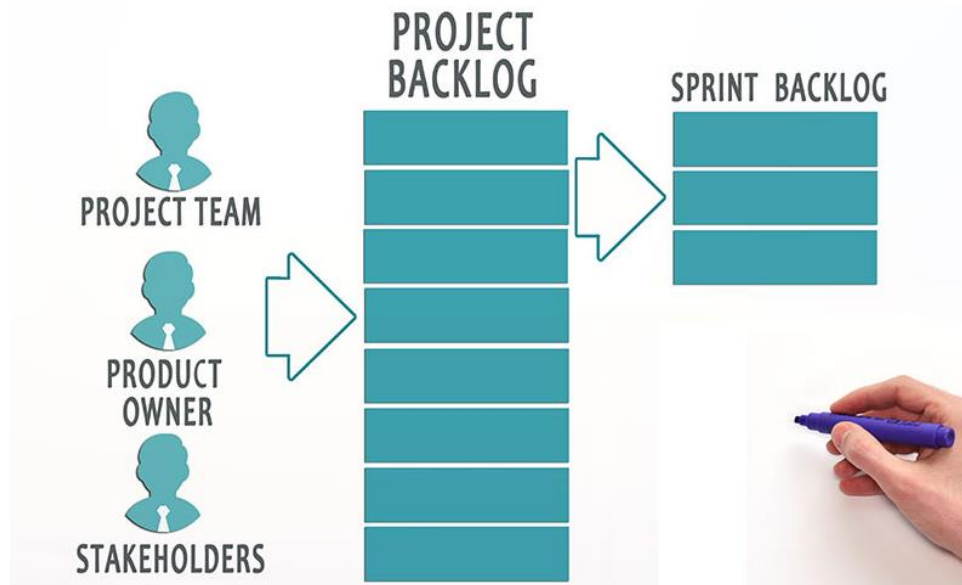 PROJECT
BACKLOG
SPRINT BACKLOG
PROJECT TEAM
PRODUCT
OWNER
STAKEHOLDERS